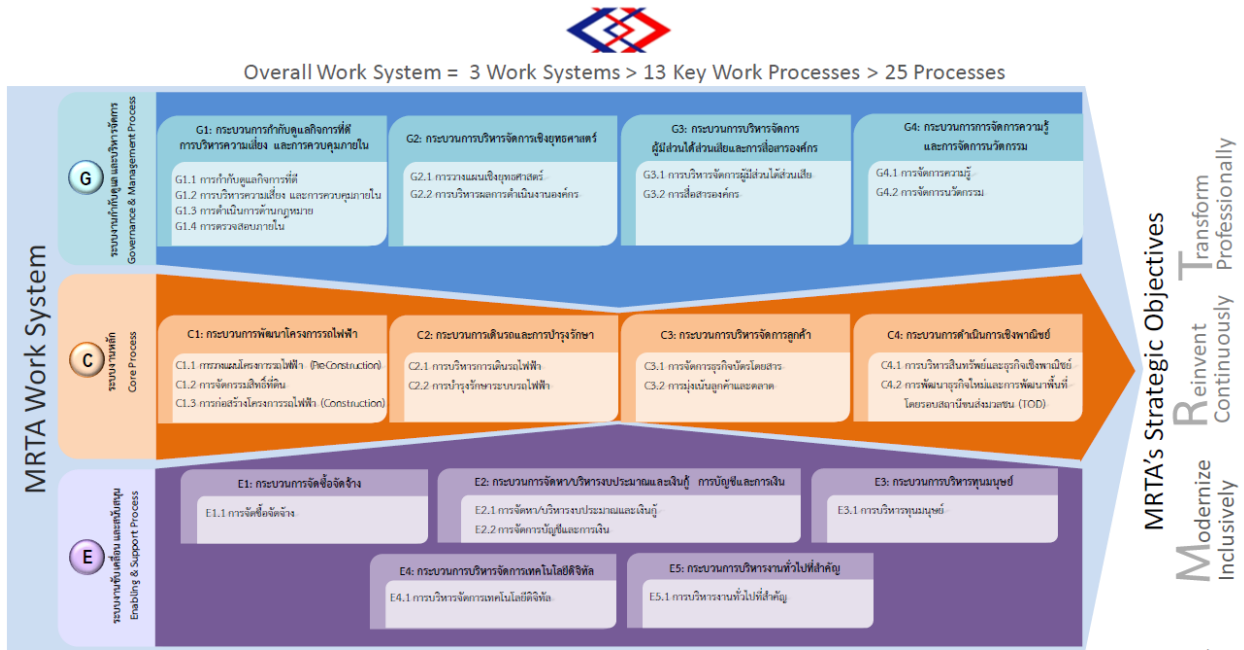 Overall Work System = 3 Work Systems > 13 Key Work Processes > 25 Processes
MRTA Work System
G
ระบบงานกำกับดูแล และบริหารจัดการ
Governance & Management Process
G1: กระบวนการกำกับดูแลกิจการที่ดี
การบริหารความเสี่ยง และการควบคุมภายใน
G1.1 การกำกับดูแลกิจการที่ดี
G1.2 การบริหารความเสี่ยง และการควบคุมภายใน
G1.3 การดำเนินการด้านกฎหมาย
G1.4 การตรวจสอบภายใน
G2: กระบวนการบริหารจัดการเชิงยุทธศาสตร์
G2.1 การวางแผนเชิงยุทธศาสตร์
G2.2 การบริหารผลการดำเนินงานองค์กร
G3: กระบวนการบริหารจัดการ
ผู้มีส่วนได้ส่วนเสียและการสื่อสารองค์กร
G3.1 การบริหารจัดการผู้มีส่วนได้ส่วนเสีย
G3.2 การสื่อสารองค์กร
G4: กระบวนการการจัดการความรู้
และการจัดการนวัตกรรม
G4.1 การจัดการความรู้
G4.2 การจัดการนวัตกรรม
C
ระบบงานหลัก
Core Process
C1: กระบวนการพัฒนาโครงการรถไฟฟ้า
C1.1 การวางแผนโครงการรถไฟฟ้า (Pre-Construction)
C1.2 การจัดกรรมสิทธิ์ที่ดิน
C1.3 การก่อสร้างโครงการรถไฟฟ้า (Construction)
C2: กระบวนการเดินรถและการบำรุงรักษา
C2.1 การบริหารการเดินรถไฟฟ้า
C2.2 การบำรุงรักษาระบบรถไฟฟ้า
C3: กระบวนการบริหารจัดการลูกค้า
C3.1 การจัดการธุรกิจบัตรโดยสาร
C3.2 การมุ่งเน้นลูกค้าและตลาด
C4: กระบวนการดำเนินการเชิงพาณิชย์
C4.1 การบริหารสินทรัพย์และธุรกิจเชิงพาณิชย์
C4.2 การพัฒนาธุรกิจใหม่และการพัฒนาพื้นที่
โดยรอบสถานีขนส่งมวลชน (TOD)
E
ระบบงานขับเคลื่อน และสนับสนุน
Enabling & Support Process
E1: กระบวนการจัดซื้อจัดจ้าง
E1.1 การจัดซื้อจัดจ้าง
E2: กระบวนการจัดหา/บริหารงบประมาณและเงินกู้ การบัญชีและการเงิน
E2.1 การจัดหา/บริหารงบประมาณและเงินกู้
E2.2 การจัดการบัญชีและการเงิน
E3: กระบวนการบริหารทุนมนุษย์
E3.1 การบริหารทุนมนุษย์
E4: กระบวนการบริหารจัดการเทคโนโลยีดิจิทัล
E4.1 การบริหารจัดการเทคโนโลยีดิจิทัล
E5: กระบวนการบริหารงานทั่วไปที่สำคัญ
E5.1 การบริหารงานทั่วไปที่สำคัญ
MRTA's Strategic Objectives
Modernize
Inclusively
Reinvent
Continuously
Transform
Professionally